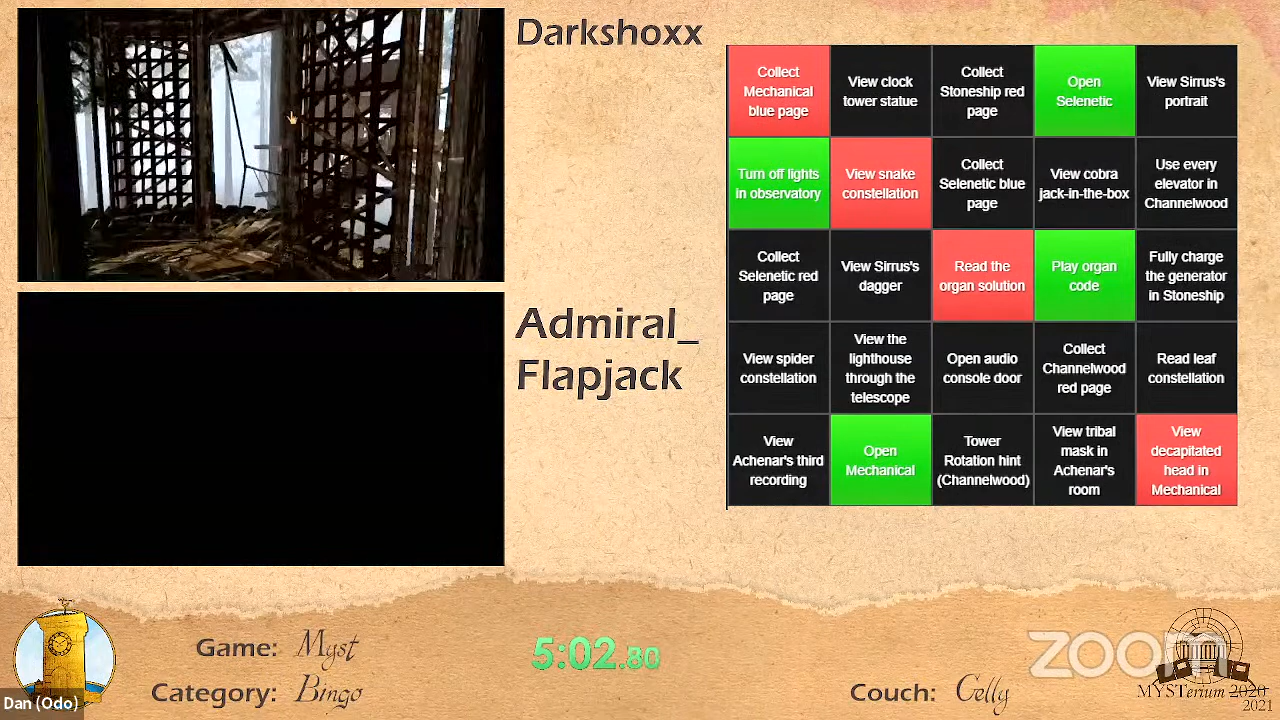 Darkshoxx
Admiral_
Flapjack
Collect
Mechanical
blue page
View clock
tower statue
Collect
Stoneship red
page
Open
Selenetic
View Sirrus's
portrait
Turn off lights
in observatory
View snake
constellation
Collect
Selenetic blue
page
View cobra
jack-in-the-box
Use every
elevator in
Channelwood
Collect
Selenetic red
page
View Sirrus's
dagger
Read the
organ solution
Play organ
code
Fully charge
the generator
in Stoneship
View spider
constellation
View the
lighthouse
through the
telescope
Open audio
console door
Collect
Channelwood
red page
Read leaf
constellation
View
Achenar's third
recording
Open
Mechanical
Tower
Rotation hint
(Channelwood)
View tribal
mask in
Achenar's
room
View
decapitated
head in
Mechanical
Game: Myst
Category: Bingo
5:02.80
Couch: Celly
zoom
MYSTerium 2020
2021
Dan (Odo)